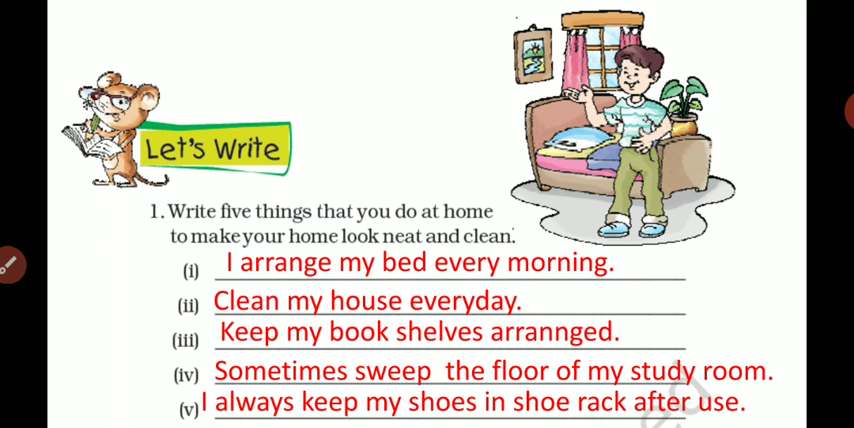 Let's Write
1. Write five things that you do at home
to make your home look neat and clean.
(i) I arrange my bed every morning.
(ii) Clean my house everyday.
(iii) Keep my book shelves arrannged.
(iv) Sometimes sweep the floor of my study room.
(v) I always keep my shoes in shoe rack after use.